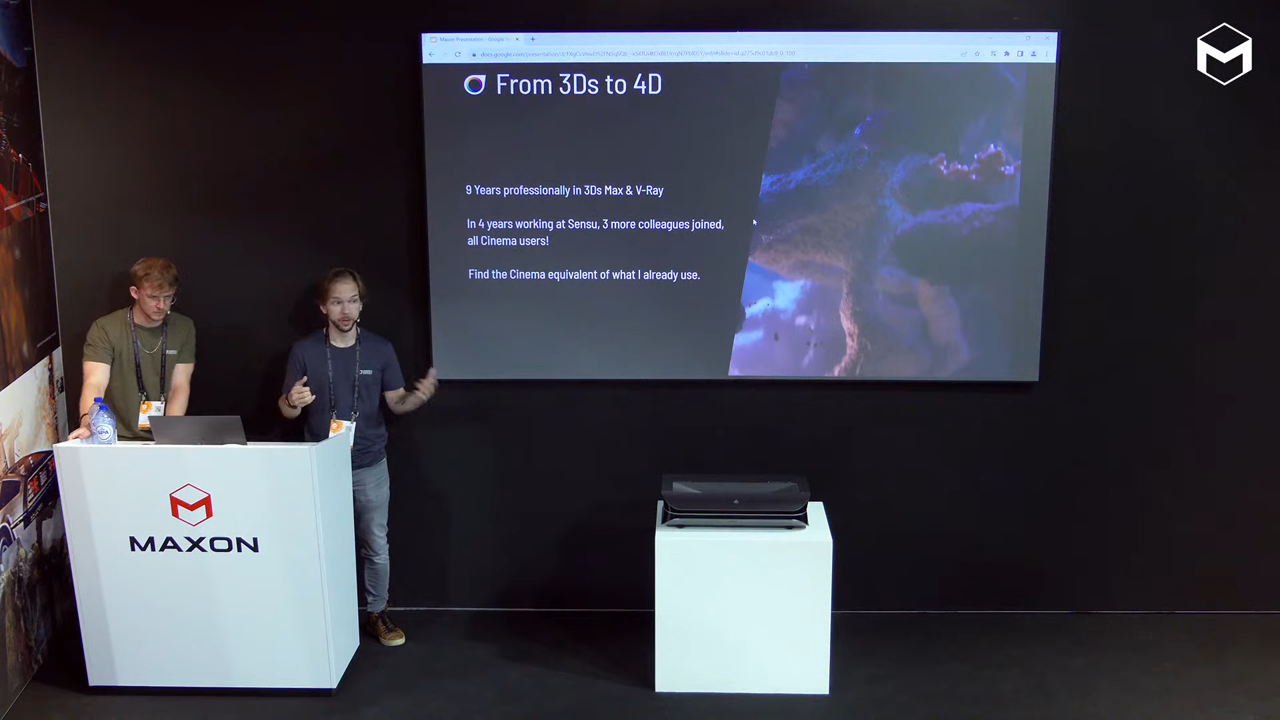 From 3Ds to 4D
9 Years professionally in 3Ds Max & V-Ray
In 4 years working at Sensu, 3 more colleagues joined,
all Cinema users!
Find the Cinema equivalent of what I already use.
MAXON